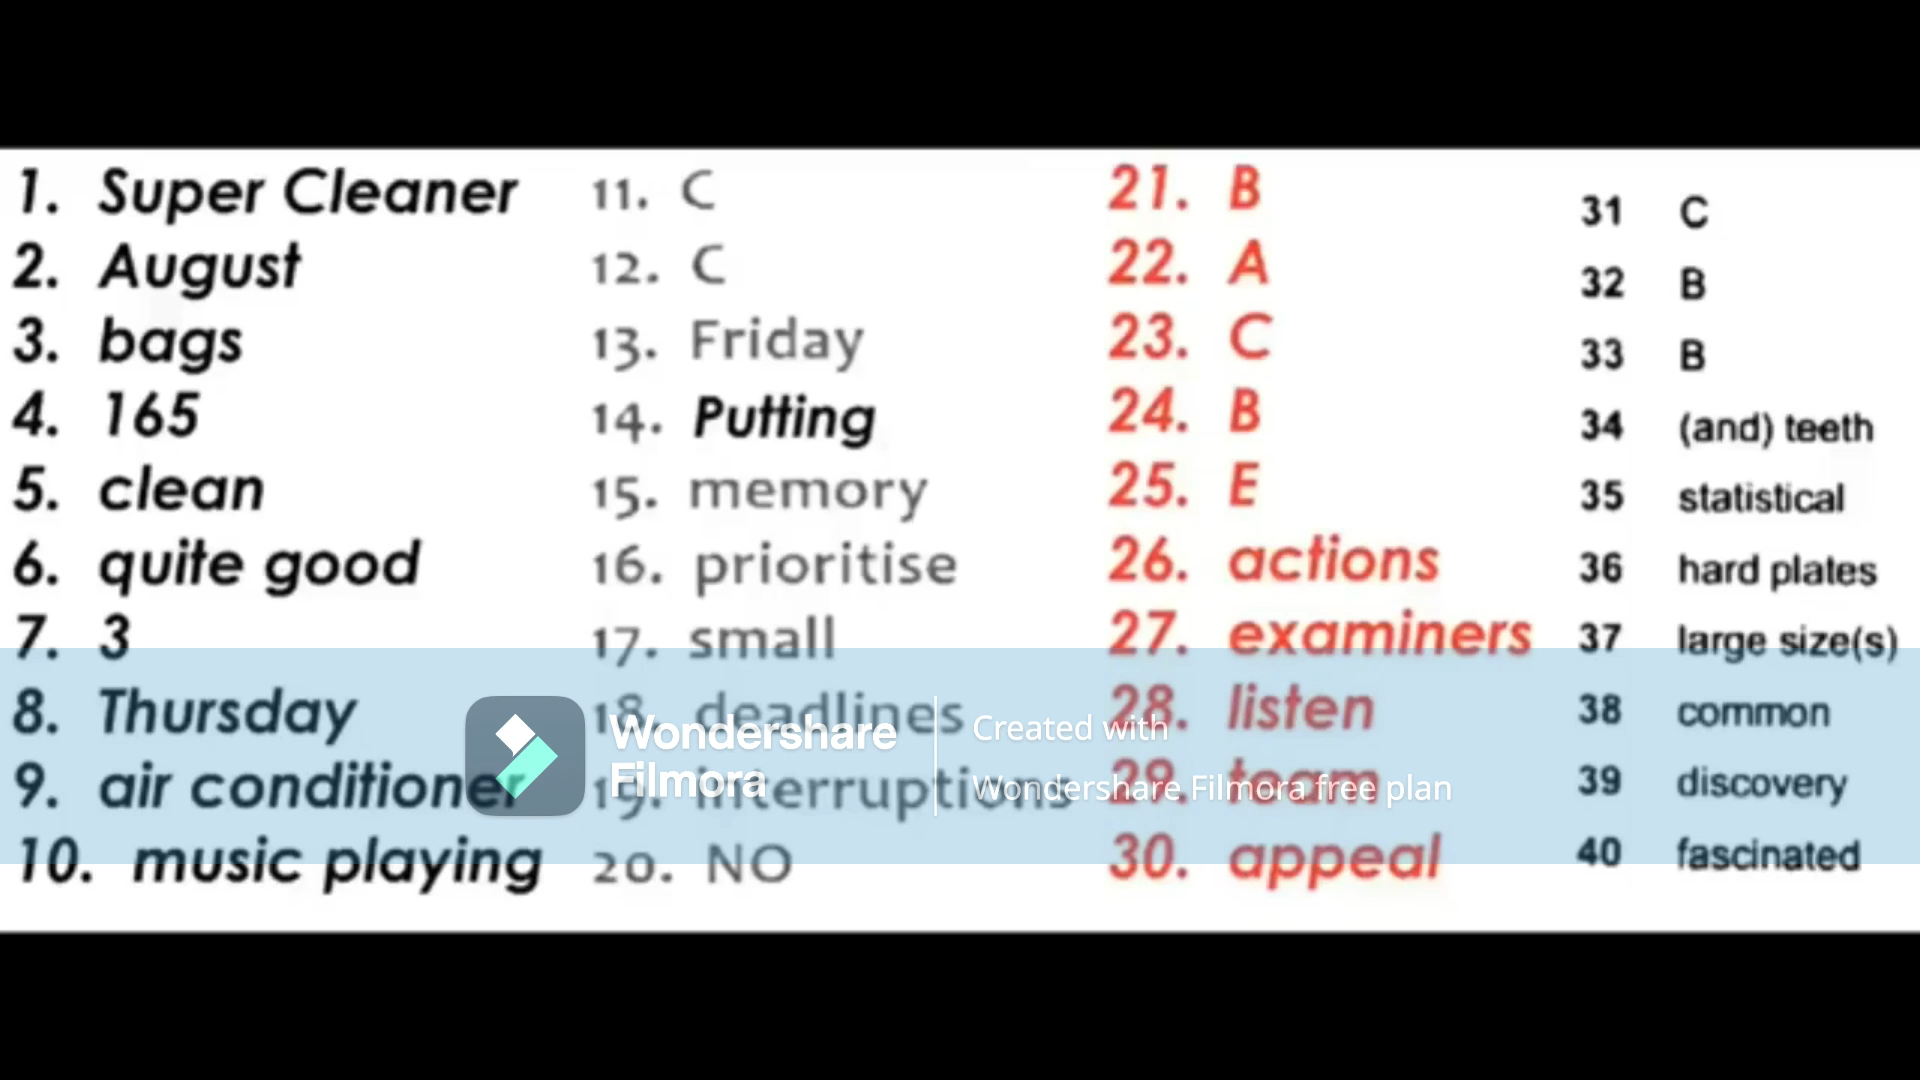 1. Super Cleaner
2. August
3. bags
4. 165
5. clean
6. quite good
7. 3
8. Thursday
9. air conditioner
10. music playing
11. C
12. C
13. Friday
14. Putting
15. memory
16. prioritise
17. small
18. deadlines
19. interruptions
20. NO
21. B
22. A
23. C
24. B
25. E
26. actions
27. examiners
28. listen
29. team
30. appeal
31 C
32 B
33 B
34 (and) teeth
35 statistical
36 hard plates
37 large size(s)
38 common
39 discovery
40 fascinated
Wondershare
Filmora
Created with
Wondershare Filmora free plan